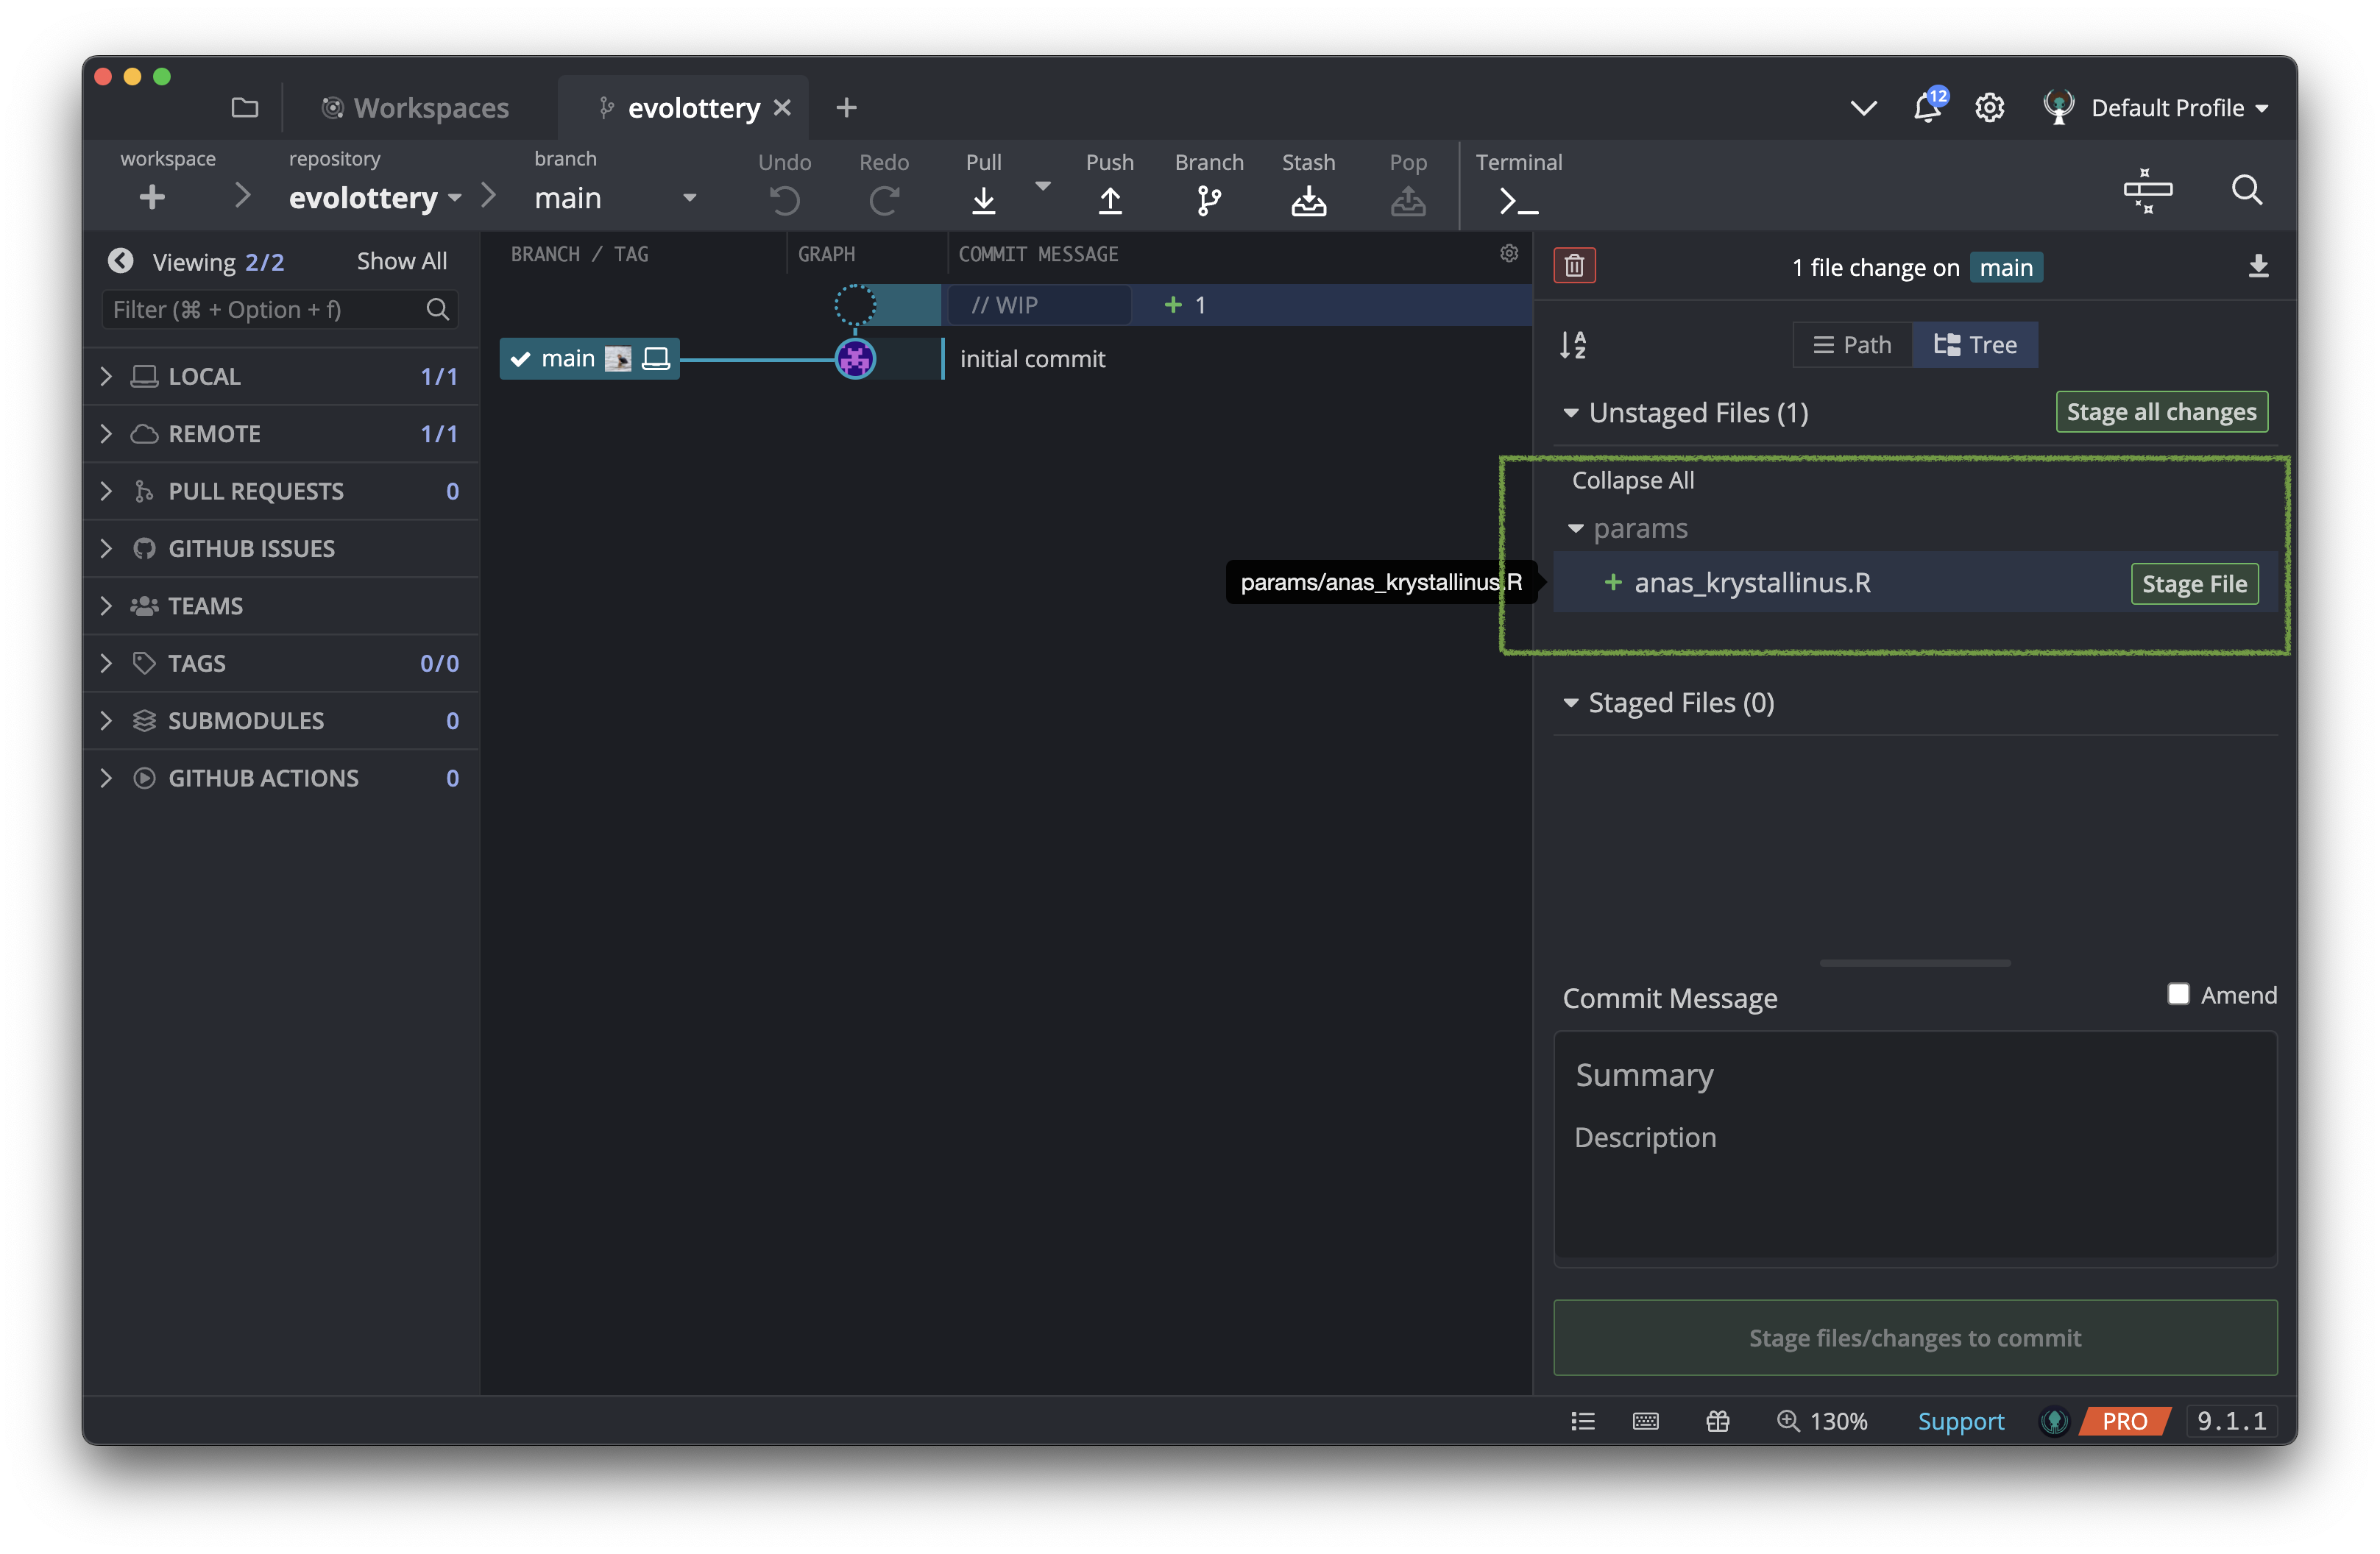 Workspaces
evolottery
12
Default Profile
workspace
repository
evolottery
branch
main
Undo
Redo
Pull
Push
Branch
Stash
Pop
Terminal
Viewing 2/2
Show All
Filter (⌘ + Option + f)
LOCAL 1/1
REMOTE 1/1
PULL REQUESTS 0
GITHUB ISSUES
TEAMS
TAGS 0/0
SUBMODULES 0
GITHUB ACTIONS 0
BRANCH / TAG
GRAPH
COMMIT MESSAGE
// WIP
+ 1
main
initial commit
1 file change on main
Path
Tree
Unstaged Files (1)
Stage all changes
Collapse All
params
params/anas_krystallinus.R
+ anas_krystallinus.R
Stage File
Staged Files (0)
Commit Message
Amend
Summary
Description
Stage files/changes to commit
130%
Support
PRO
9.1.1